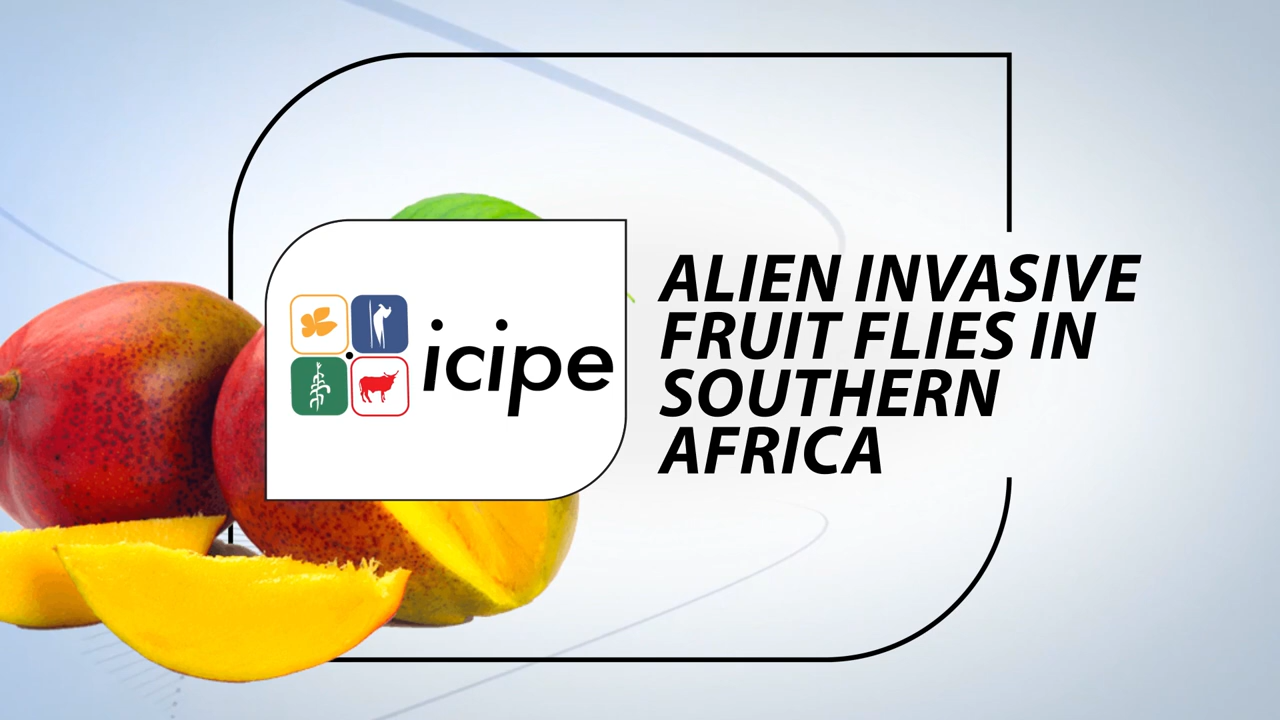 icipe
ALIEN INVASIVE
FRUIT FLIES IN
SOUTHERN
AFRICA